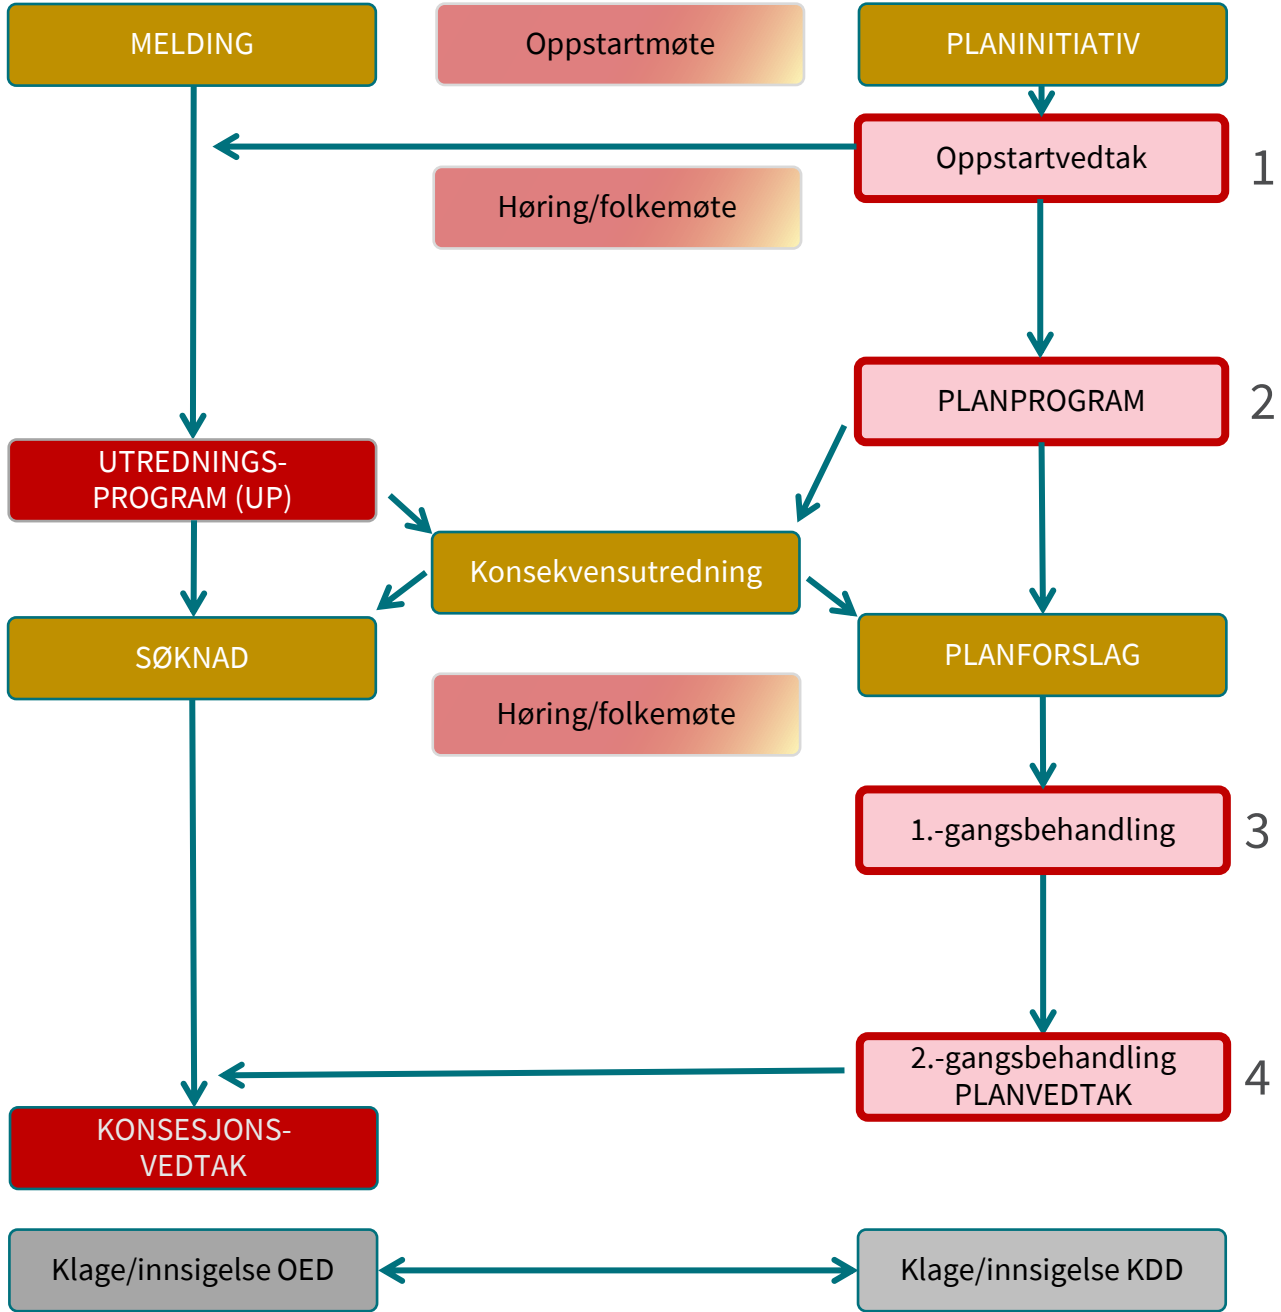 MELDING
Oppstartmøte
PLANINITIATIV
Oppstartvedtak
1
Høring/folkemøte
PLANPROGRAM
2
UTREDNINGS-
PROGRAM (UP)
Konsekvensutredning
SØKNAD
PLANFORSLAG
Høring/folkemøte
1.-gangsbehandling
3
2.-gangsbehandling
PLANVEDTAK
4
KONSESJONS-
VEDTAK
Klage/innsigelse OED
Klage/innsigelse KDD